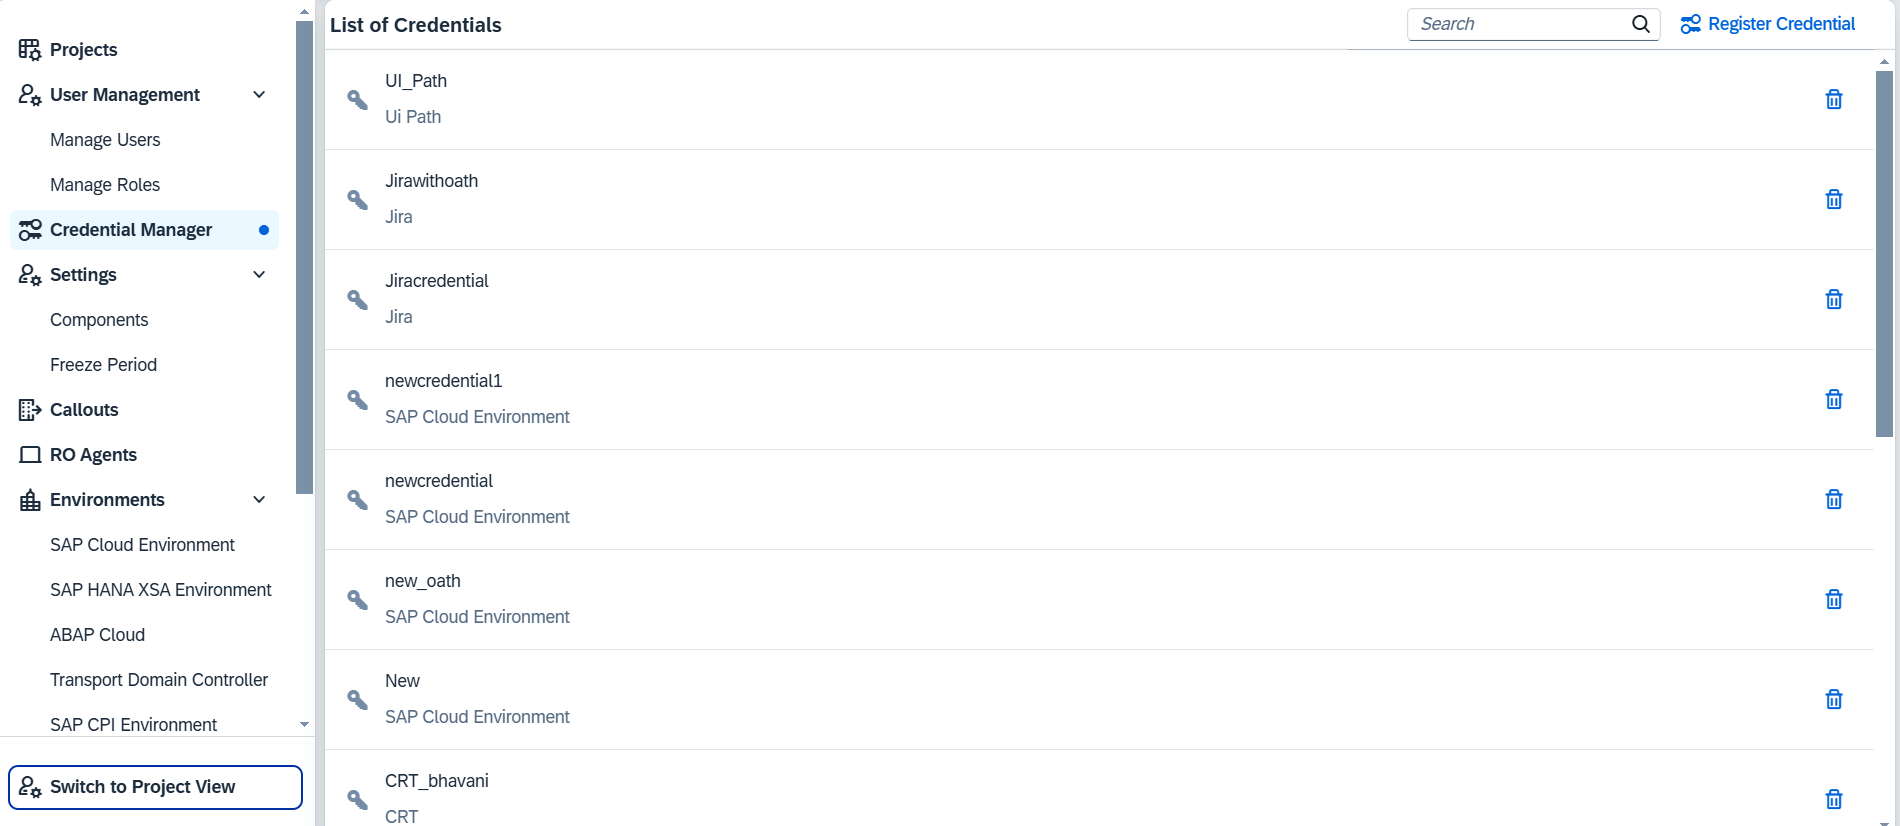 Projects
User Management
Manage Users
Manage Roles
Credential Manager
Settings
Components
Freeze Period
Callouts
RO Agents
Environments
SAP Cloud Environment
SAP HANA XSA Environment
ABAP Cloud
Transport Domain Controller
SAP CPI Environment
Switch to Project View
List of Credentials
Search
Register Credential
UI_Path
Ui Path
Jirawithoath
Jira
Jiracredential
Jira
newcredential1
SAP Cloud Environment
newcredential
SAP Cloud Environment
new_oath
SAP Cloud Environment
New
SAP Cloud Environment
CRT_bhavani
CRT